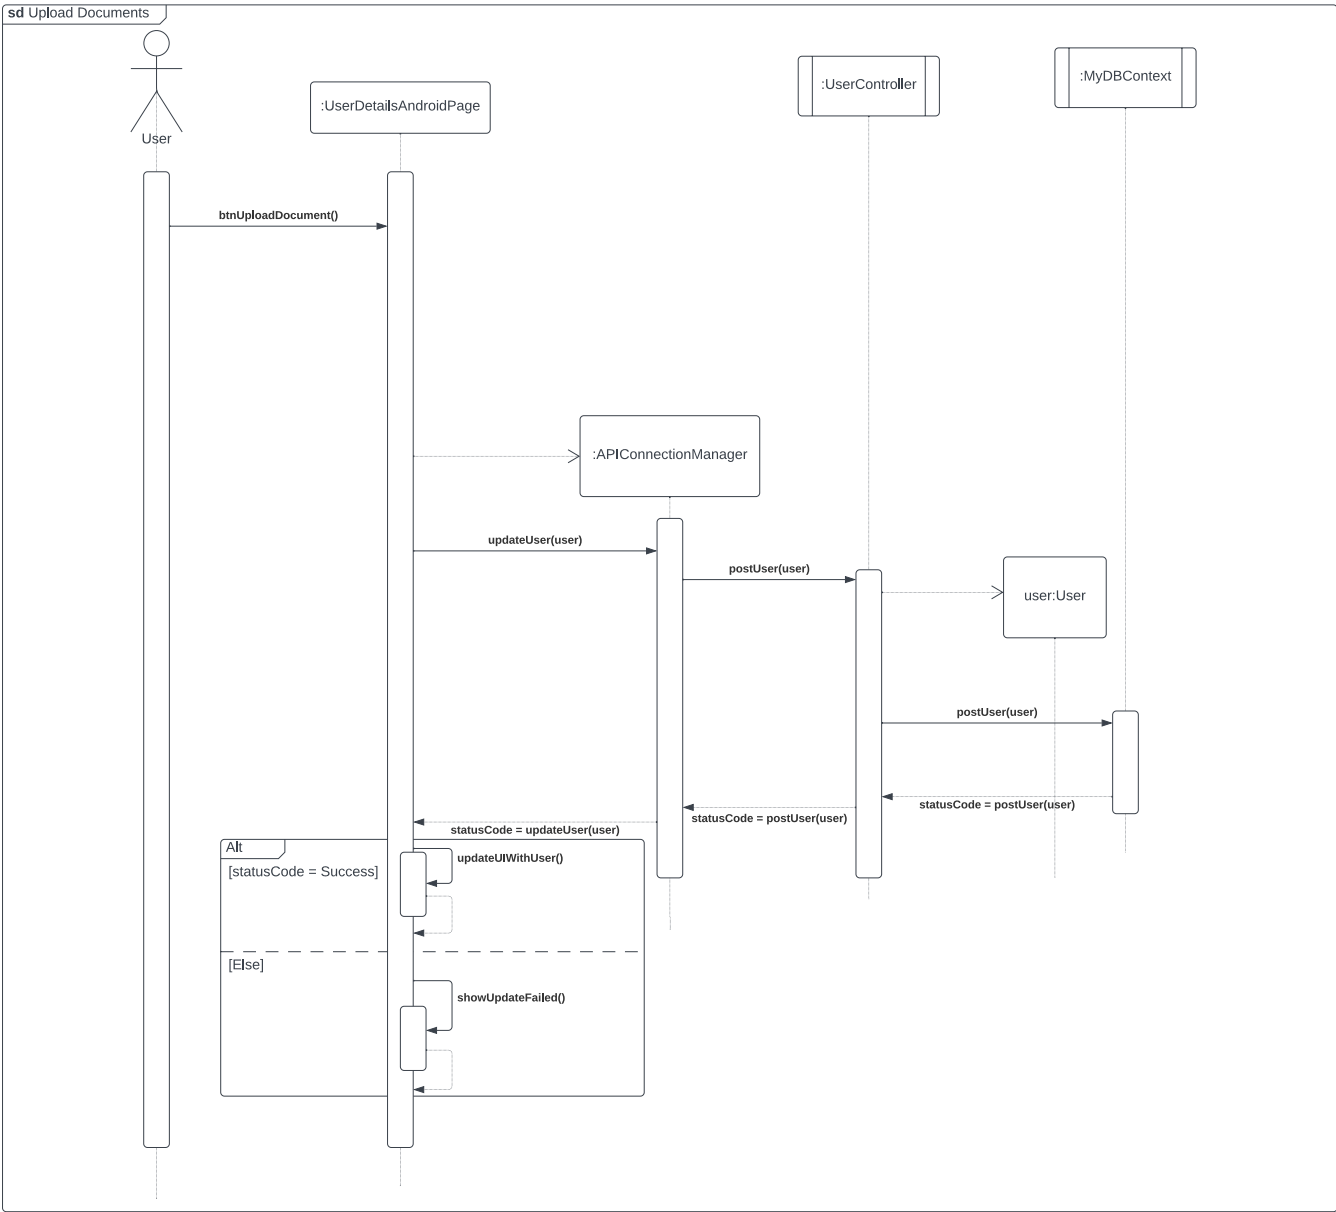 sd Upload Documents
User
:UserDetailsAndroidPage
:UserController
:MyDBContext
btnUploadDocument()
:APIConnectionManager
updateUser(user)
postUser(user)
user:User
postUser(user)
statusCode = postUser(user)
statusCode = postUser(user)
statusCode = updateUser(user)
Alt
[statusCode = Success]
updateUIWithUser()
[Else]
showUpdateFailed()